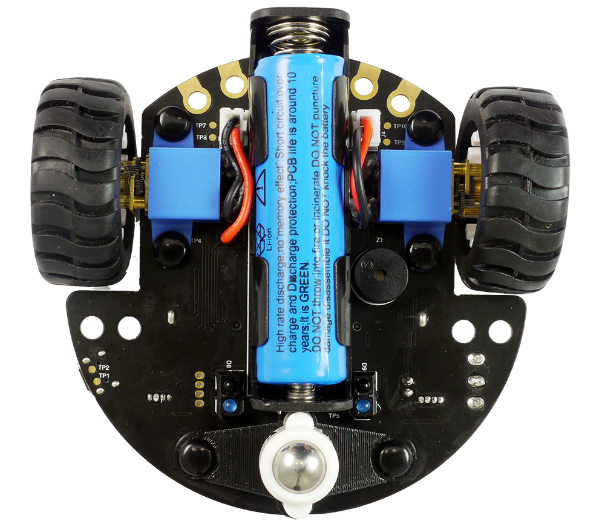 TP7
TP8
TP10
TP9
High rate discharge,no memory effect" Short circuit,over
charge and Discharge protection;PCB life is around 10
years;It is GREEN
DO NOT throw into fire or incinerate DO NOT puncture,
damage disassemble it DO NOT knock the battery
Li-ion
TP4
Z1
TP2
TP1
TP5